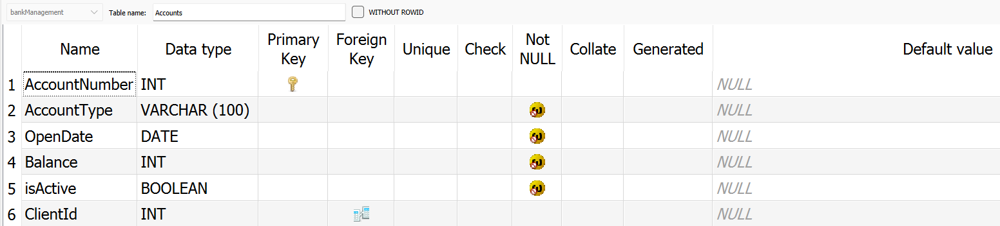 bankManagement Table name: Accounts WITHOUT ROWID
Name Data type Primary Key Foreign Key Unique Check Not NULL Collate Generated Default value
1 AccountNumber INT NULL
2 AccountType VARCHAR (100) NULL
3 OpenDate DATE NULL
4 Balance INT NULL
5 isActive BOOLEAN NULL
6 ClientId INT NULL